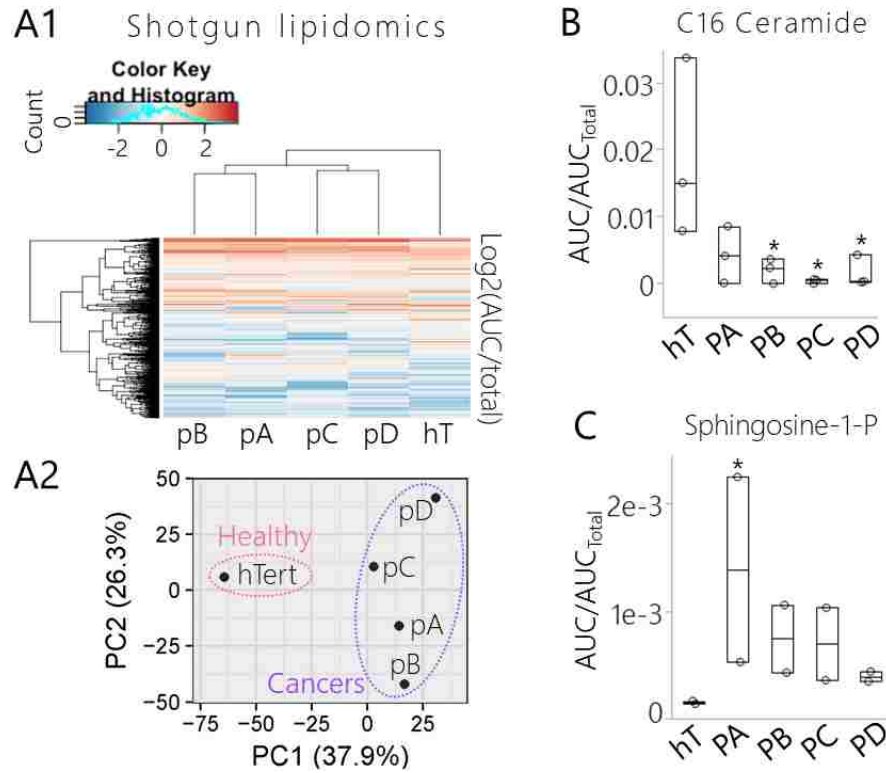 A1 Shotgun lipidomics
Color Key
and Histogram
Count
0
-2 0 2
Log2(AUC/total)
pB pA pC pD hT
A2
50
25
0
−25
−50
PC2 (26.3%)
Healthy
hTert
pD
pC
pA
pB
Cancers
−75 −50 −25 0 25
PC1 (37.9%)
B C16 Ceramide
AUC/AUCTotal
0.03
0.02
0.01
0
* * *
hT PA PB PC PD
C Sphingosine-1-P
AUC/AUCTotal
*
2e-3
1e-3
0
hT PA PB PC PD